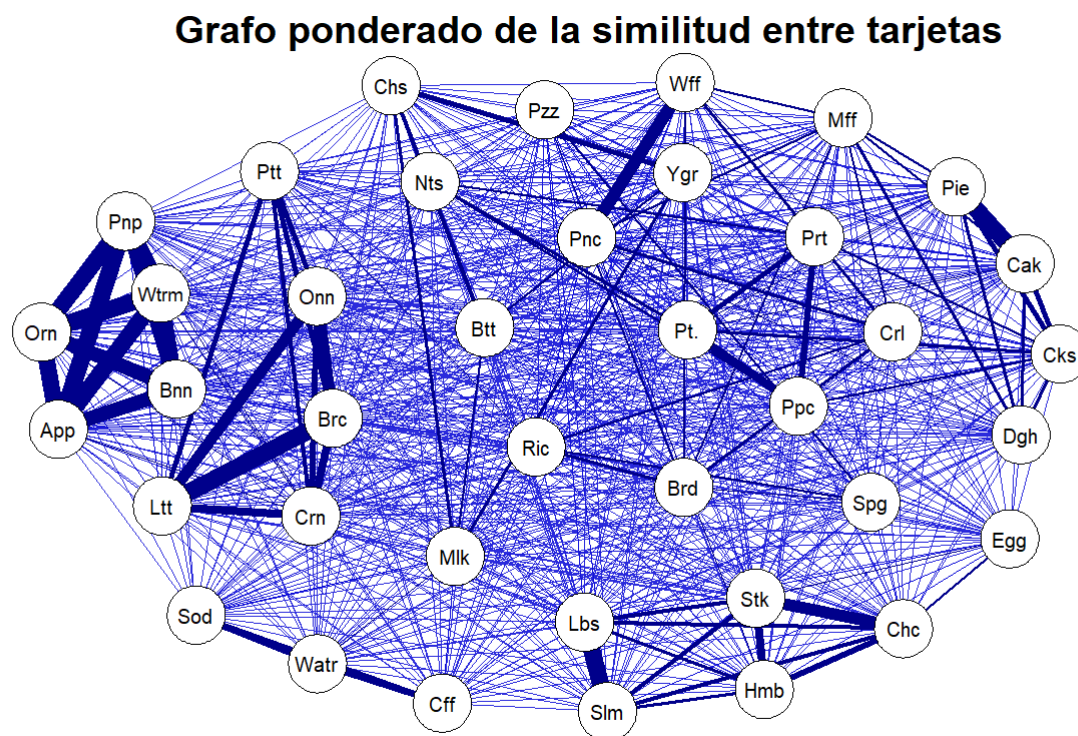 Grafo ponderado de la similitud entre tarjetas
Chs
Pzz
Wff
Mff
Ptt
Nts
Ygr
Pie
Pnp
Pnc
Prt
Cak
Wtrm
Onn
Orn
Btt
Pt.
Crl
Cks
Bnn
App
Brc
Ppc
Ric
Dgh
Ltt
Crn
Brd
Spg
Mlk
Egg
Sod
Stk
Lbs
Chc
Watr
Cff
Slm
Hmb